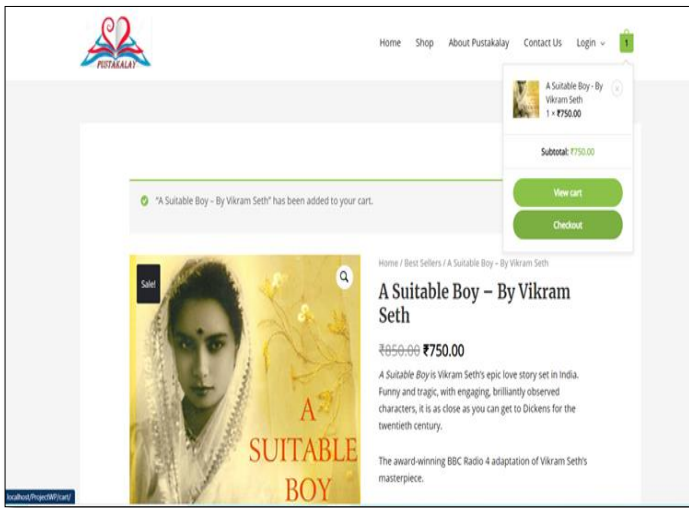 PUSTAKALAY
Home Shop About Pustakalay Contact Us Login 1
A Suitable Boy - By
Vikram Seth
1 × ₹750.00
Subtotal: ₹750.00
View cart
Checkout
"A Suitable Boy – By Vikram Seth" has been added to your cart.
Home / Best Sellers / A Suitable Boy – By Vikram Seth
Sale!
A Suitable Boy – By Vikram
Seth
₹850.00 ₹750.00
A Suitable Boy is Vikram Seth's epic love story set in India.
Funny and tragic, with engaging, brilliantly observed
characters, it is as close as you can get to Dickens for the
twentieth century.
The award-winning BBC Radio 4 adaptation of Vikram Seth's
masterpiece.
A
SUITABLE
BOY
localhost/ProjectWP/cart/